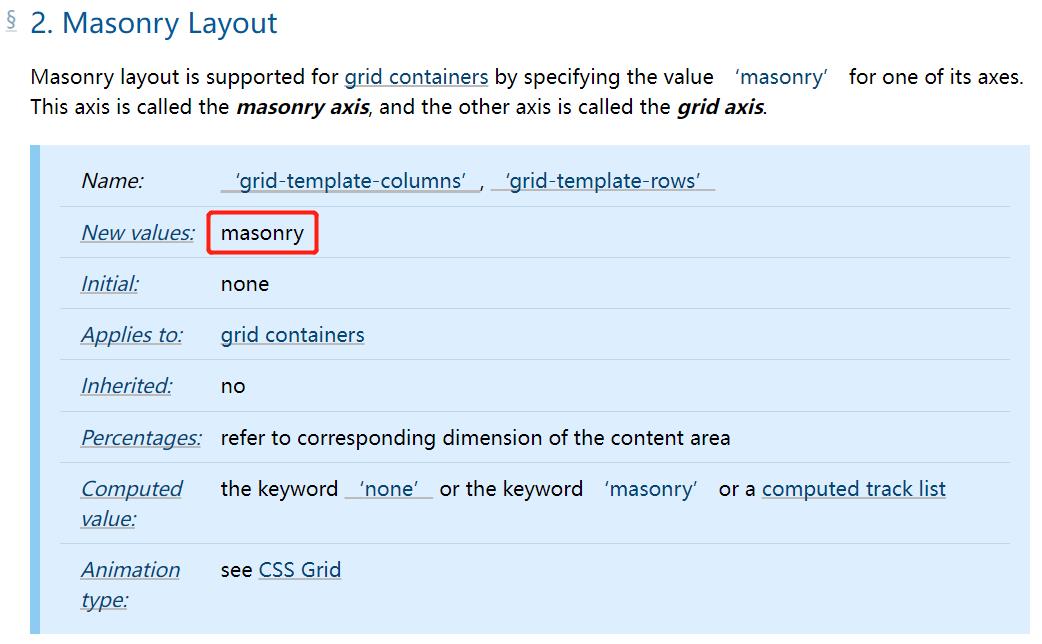 § 2. Masonry Layout
Masonry layout is supported for grid containers by specifying the value ‘masonry’ for one of its axes.
This axis is called the masonry axis, and the other axis is called the grid axis.
Name: ‘grid-template-columns’ , ‘grid-template-rows’
New values: masonry
Initial: none
Applies to: grid containers
Inherited: no
Percentages: refer to corresponding dimension of the content area
Computed the keyword ‘none’ or the keyword ‘masonry’ or a computed track list
value:
Animation see CSS Grid
type: